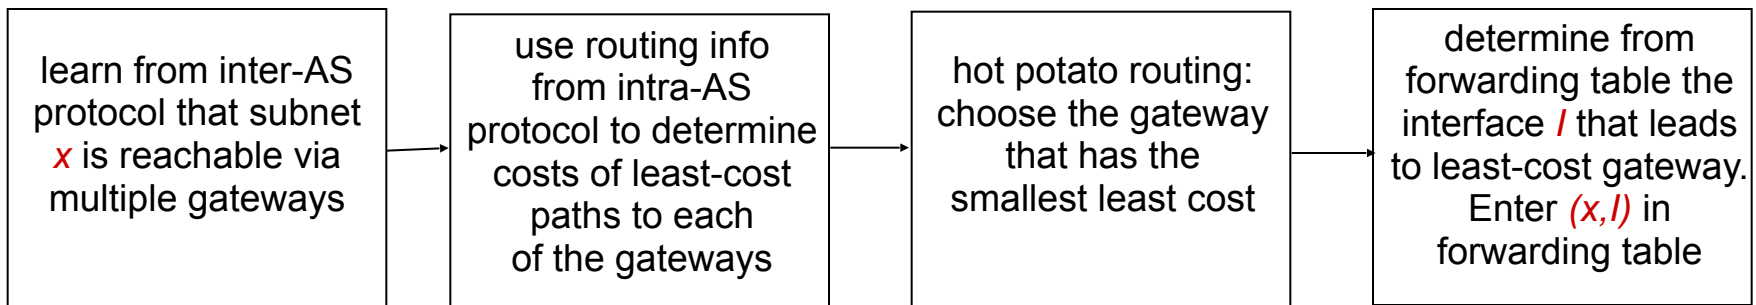 learn from inter-AS
protocol that subnet
x is reachable via
multiple gateways
use routing info
from intra-AS
protocol to determine
costs of least-cost
paths to each
of the gateways
hot potato routing:
choose the gateway
that has the
smallest least cost
determine from
forwarding table the
interface I that leads
to least-cost gateway.
Enter (x,I) in
forwarding table